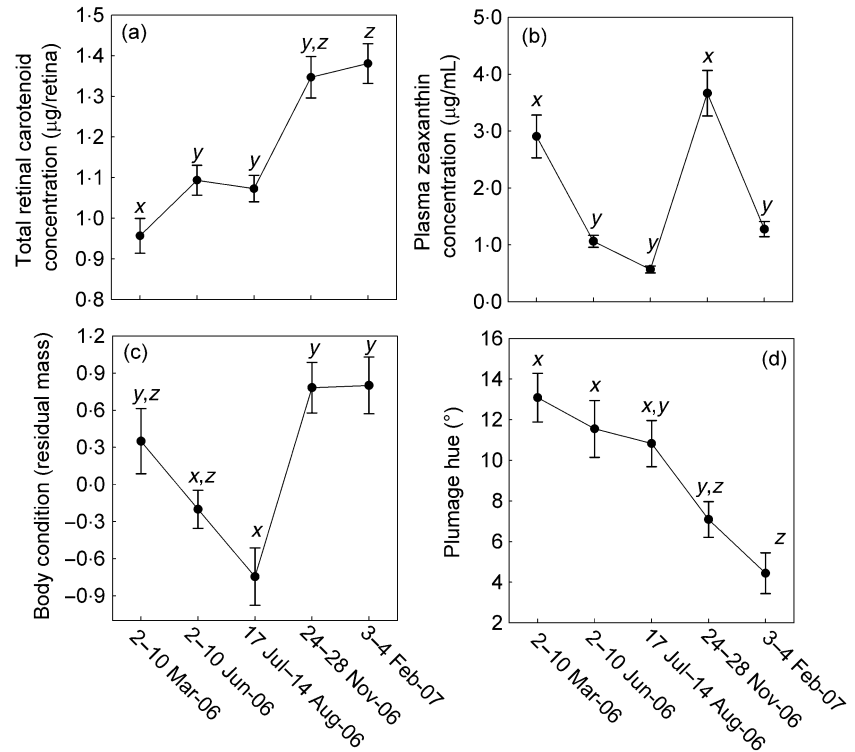 (a)
Total retinal carotenoid
concentration (μg/retina)
1·5
1·4
1·3
1·2
1·1
1·0
0·9
0·8
x
y
y
y,z
z
(b)
Plasma zeaxanthin
concentration (μg/mL)
5·0
4·0
3·0
2·0
1·0
0·0
x
y
y
x
y
(c)
Body condition (residual mass)
1·2
0·9
0·6
0·3
0·0
−0·3
−0·6
−0·9
y,z
x,z
x
y
y
2–10 Mar-06
2–10 Jun-06
17 Jul–14 Aug-06
24–28 Nov-06
3–4 Feb-07
(d)
Plumage hue (°)
16
14
12
10
8
6
4
2
x
x
x,y
y,z
z
2–10 Mar-06
2–10 Jun-06
17 Jul–14 Aug-06
24–28 Nov-06
3–4 Feb-07